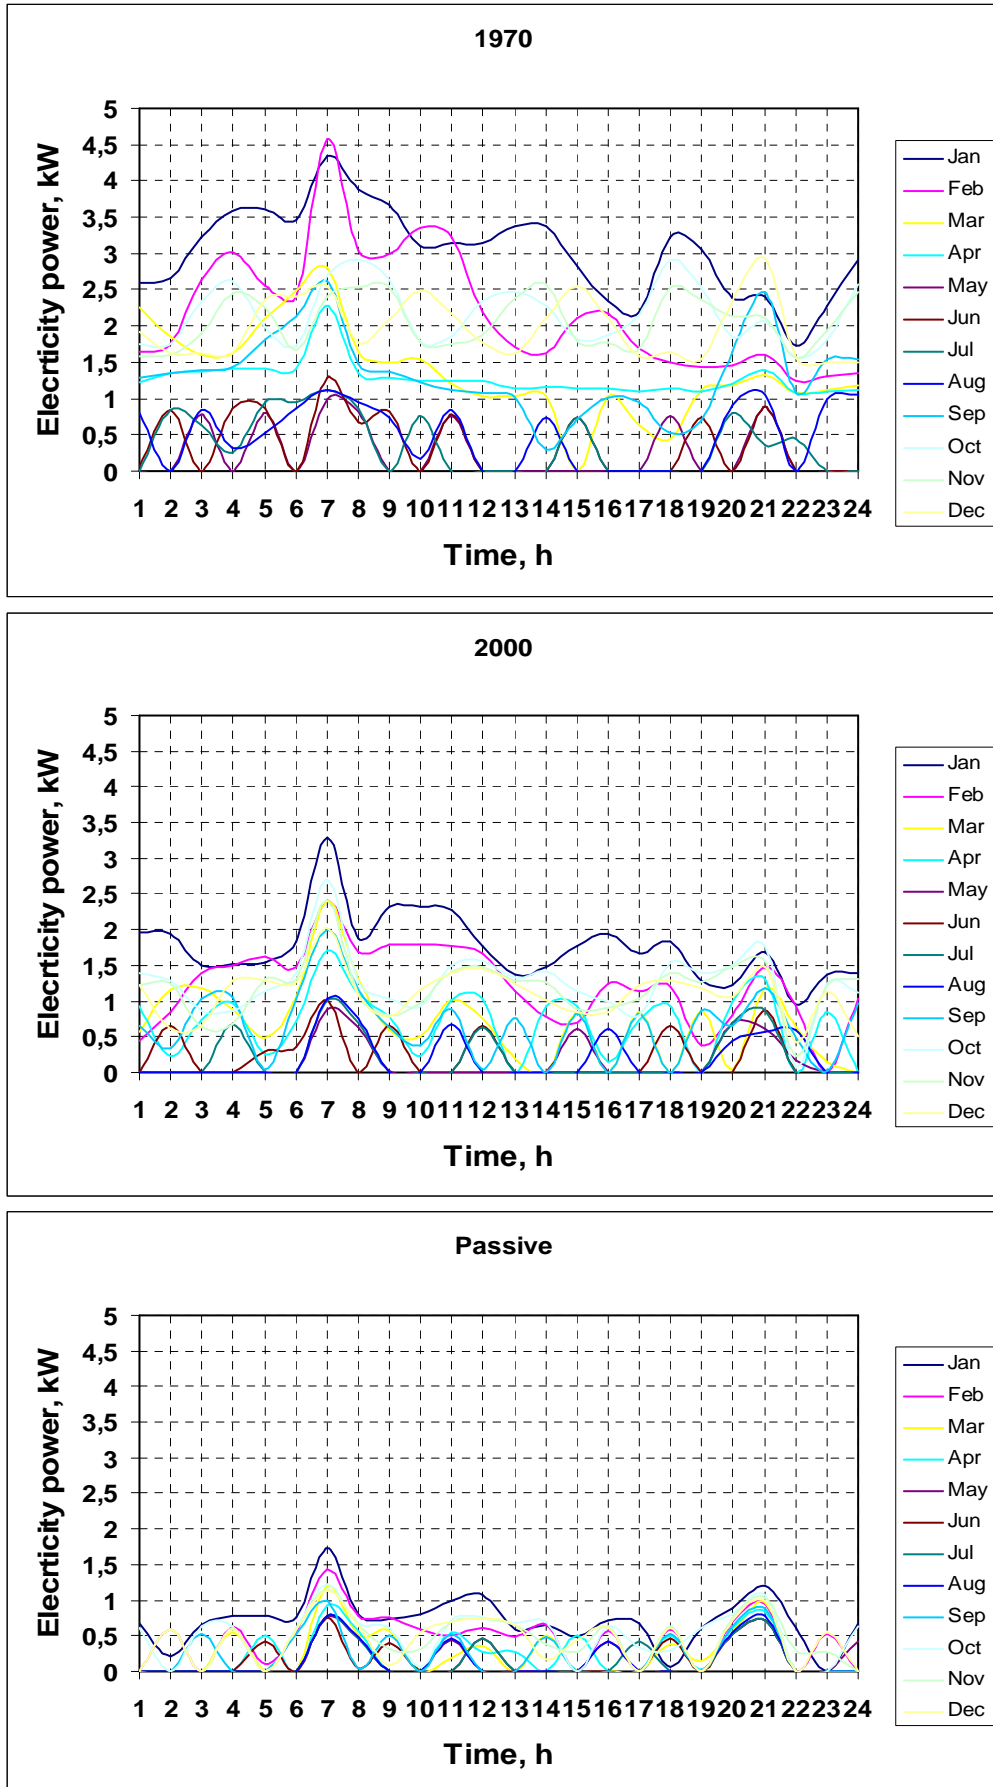 1970
5
4,5
4
3,5
3
2,5
2
1,5
1
0,5
0
Elecrticity power, kW
1 2 3 4 5 6 7 8 9 10 11 12 13 14 15 16 17 18 19 20 21 22 23 24
Time, h
Jan
Feb
Mar
Apr
May
Jun
Jul
Aug
Sep
Oct
Nov
Dec
2000
5
4,5
4
3,5
3
2,5
2
1,5
1
0,5
0
Elecrticity power, kW
1 2 3 4 5 6 7 8 9 10 11 12 13 14 15 16 17 18 19 20 21 22 23 24
Time, h
Jan
Feb
Mar
Apr
May
Jun
Jul
Aug
Sep
Oct
Nov
Dec
Passive
5
4,5
4
3,5
3
2,5
2
1,5
1
0,5
0
Elecrticity power, kW
1 2 3 4 5 6 7 8 9 10 11 12 13 14 15 16 17 18 19 20 21 22 23 24
Time, h
Jan
Feb
Mar
Apr
May
Jun
Jul
Aug
Sep
Oct
Nov
Dec